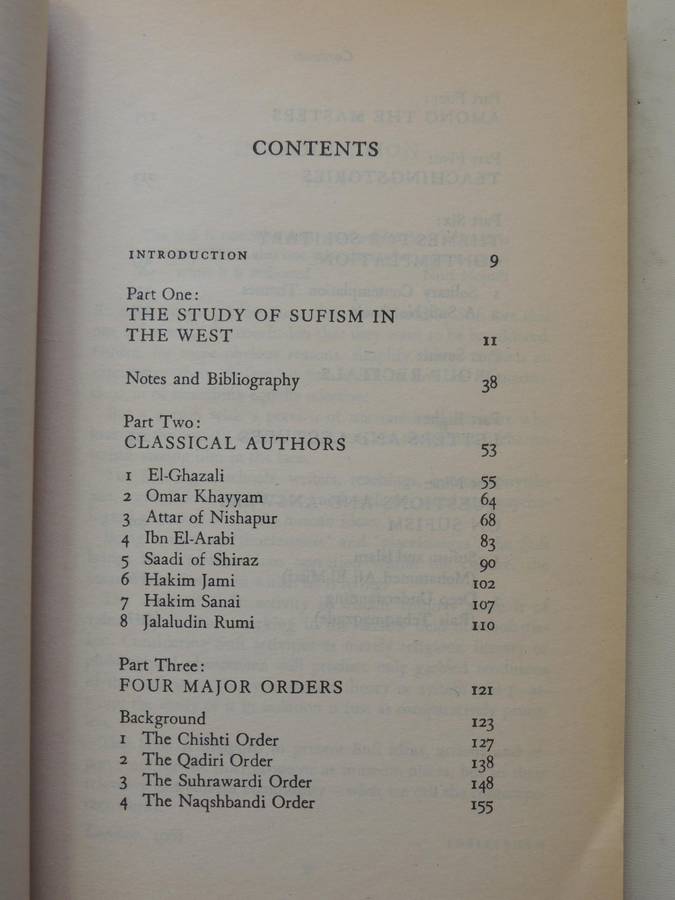 CONTENTS
INTRODUCTION 9
Part One:
THE STUDY OF SUFISM IN
THE WEST 11
Notes and Bibliography 38
Part Two:
CLASSICAL AUTHORS 53
1 El-Ghazali 55
2 Omar Khayyam 64
3 Attar of Nishapur 68
4 Ibn El-Arabi 83
5 Saadi of Shiraz 90
6 Hakim Jami 102
7 Hakim Sanai 107
8 Jalaludin Rumi 110
Part Three:
FOUR MAJOR ORDERS 121
Background 123
1 The Chishti Order 127
2 The Qadiri Order 138
3 The Suhrawardi Order 148
4 The Naqshbandi Order 155